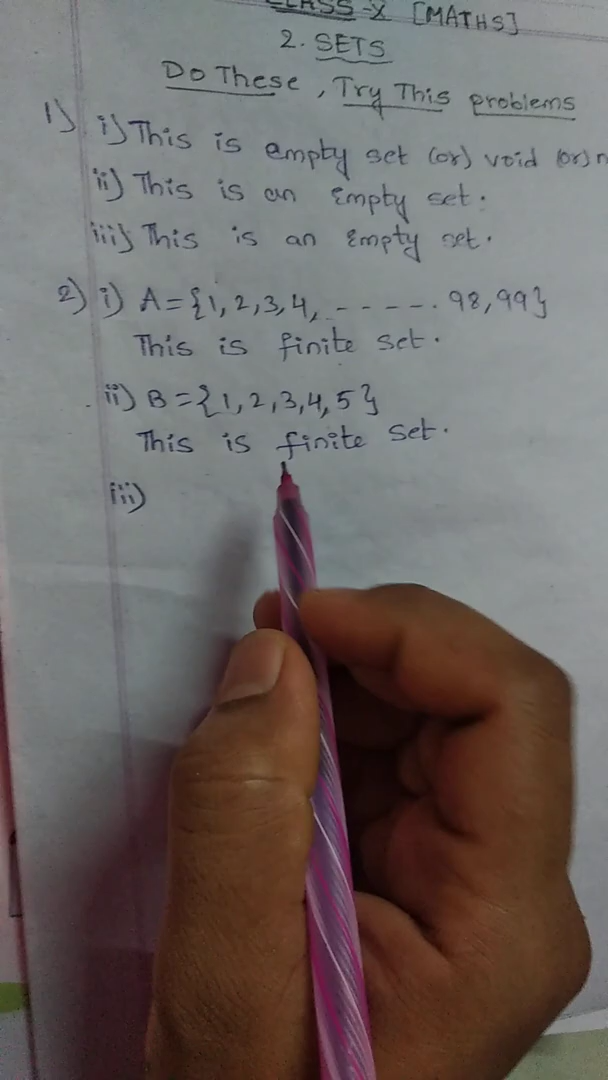 CLASS-X [MATHS]
2. SETS
Do These, Try This problems
1) i) This is empty set (or) void (or)
ii) This is an Empty set.
iii) This is an Empty set.
2) i) A={1,2,3,4, - - - - . 98,99}
This is finite set.
ii) B={1,2,3,4,5}
This is finite set.
iii)